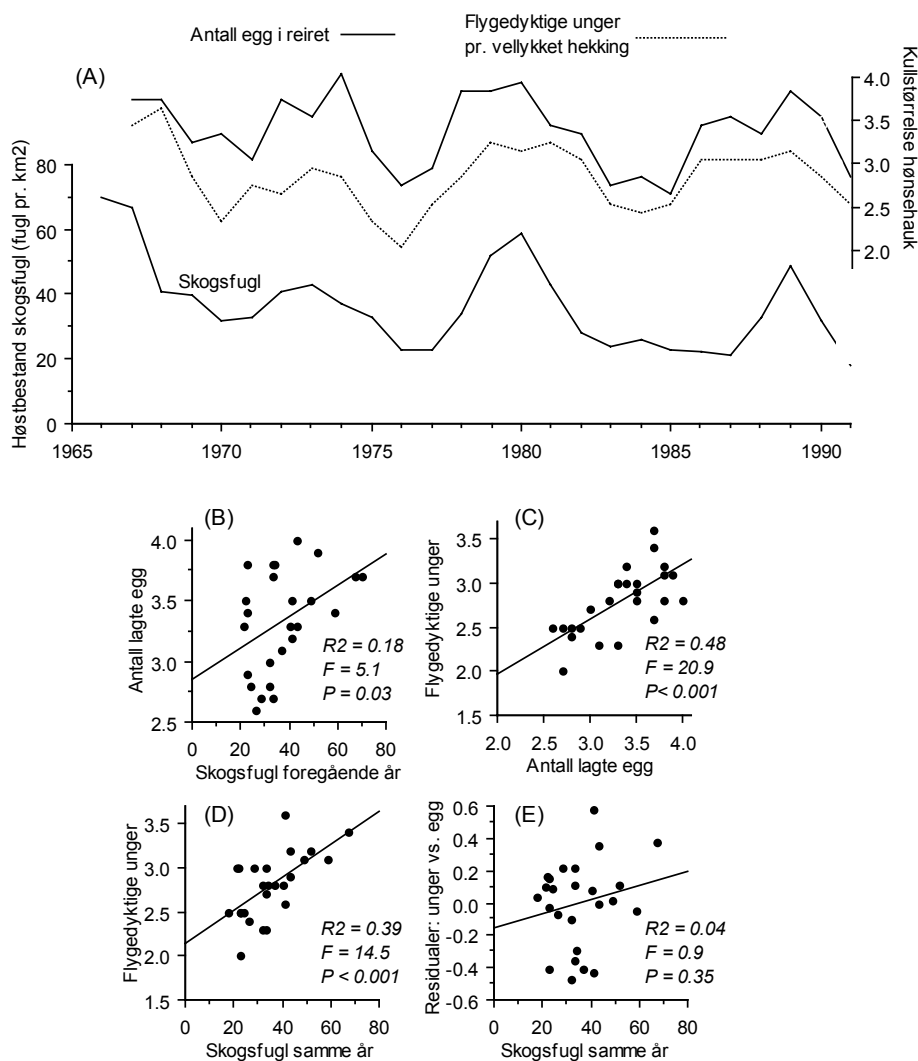 Antall egg i reiret
Flygedyktige unger
pr. vellykket hekking
(A)
Høstbestand skogsfugl (fugl pr. km2)
80
60
40
20
0
Skogsfugl
4.0
3.5
3.0
2.5
2.0
Kullstørrelse hønsehauk
1965
1970
1975
1980
1985
1990
(B)
Antall lagte egg
4.0
3.5
3.0
2.5
R2 = 0.18
F = 5.1
P = 0.03
0
20
40
60
80
Skogsfugl foregående år
(C)
Flygedyktige unger
3.5
3.0
2.5
2.0
1.5
R2 = 0.48
F = 20.9
P< 0.001
2.0
2.5
3.0
3.5
4.0
Antall lagte egg
(D)
Flygedyktige unger
3.5
3.0
2.5
2.0
1.5
R2 = 0.39
F = 14.5
P < 0.001
0
20
40
60
80
Skogsfugl samme år
(E)
Residualer: unger vs. egg
0.6
0.4
0.2
0.0
-0.2
-0.4
-0.6
R2 = 0.04
F = 0.9
P = 0.35
0
20
40
60
80
Skogsfugl samme år